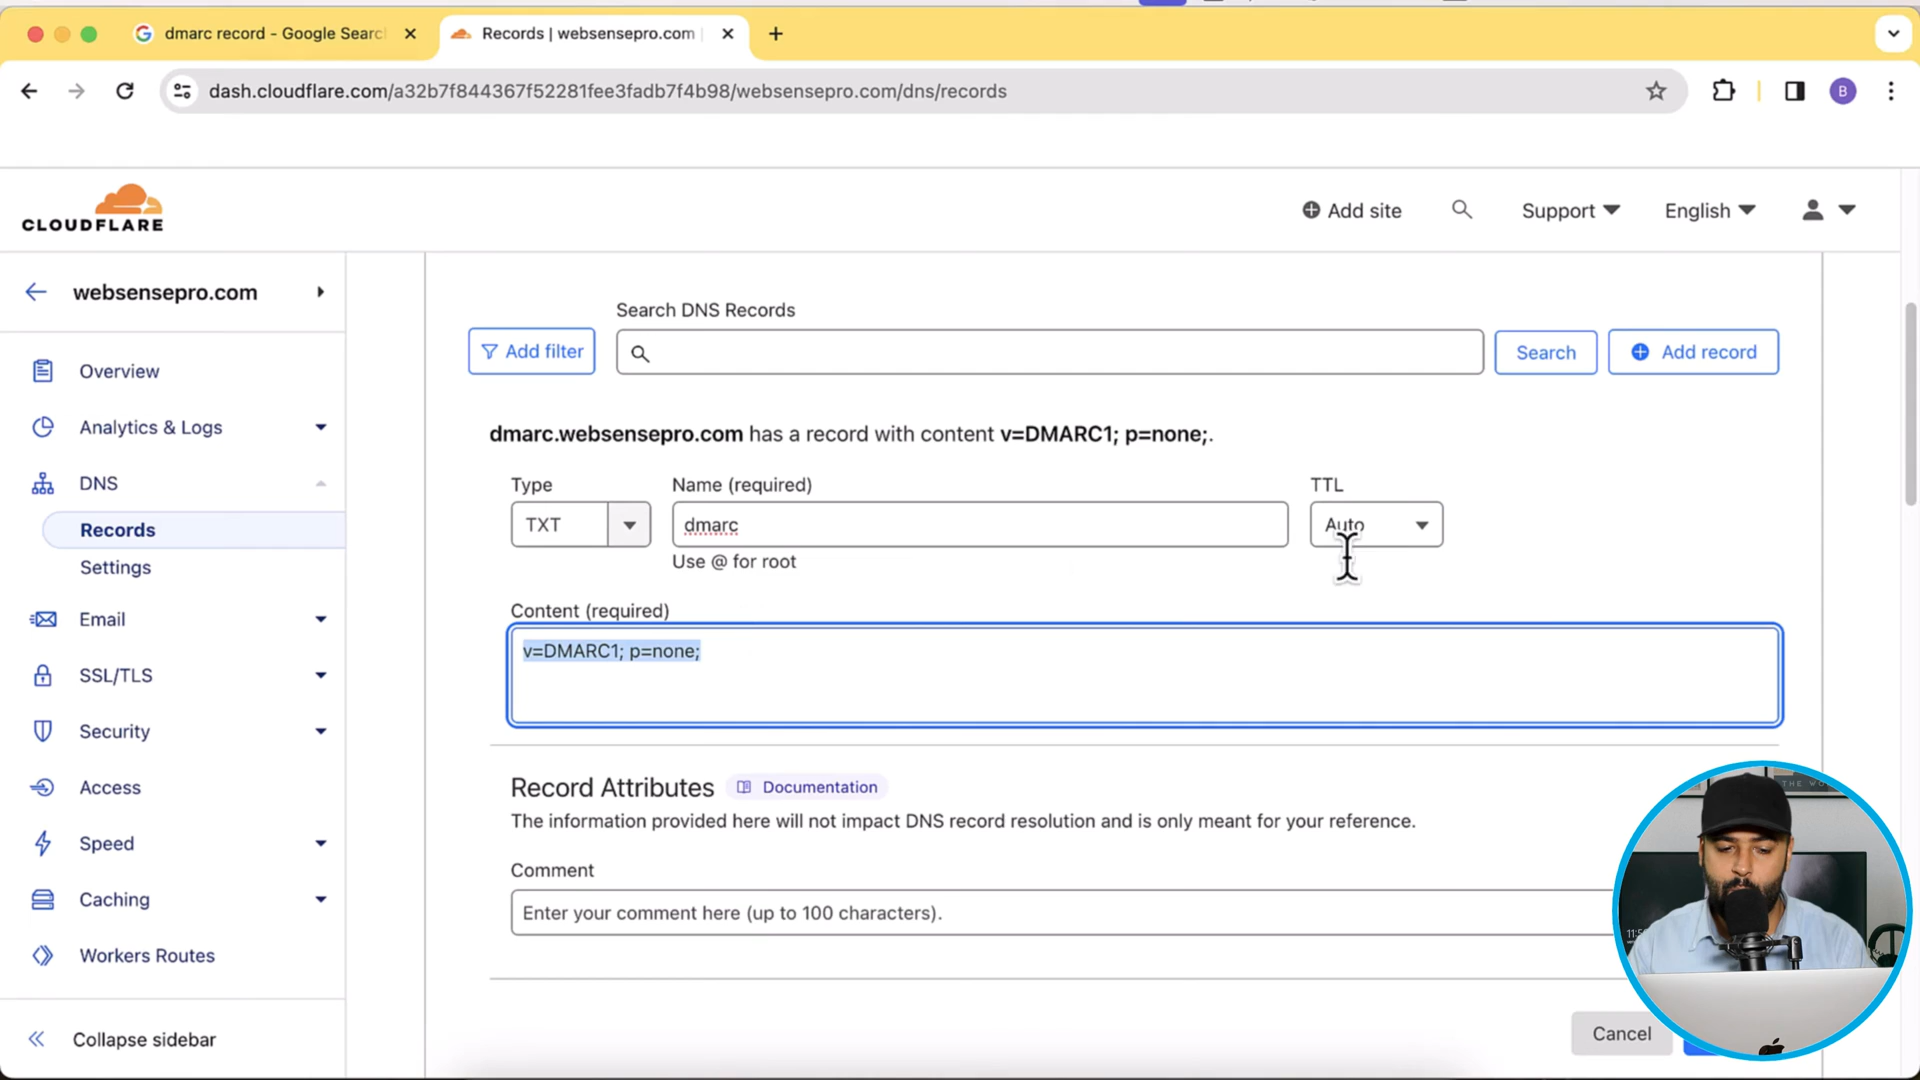 dmarc record - Google Searc
Records | websensepro.com |
dash.cloudflare.com/a32b7f844367f52281fee3fadb7f4b98/websensepro.com/dns/records
B
CLOUDFLARE
Add site
Support
English
websensepro.com
Overview
Analytics & Logs
DNS
Records
Settings
Email
SSL/TLS
Security
Access
Speed
Caching
Workers Routes
Collapse sidebar
Search DNS Records
Add filter
Search
Add record
dmarc.websensepro.com has a record with content v=DMARC1; p=none;.
Type
Name (required)
TTL
TXT
dmarc
Auto
Use @ for root
Content (required)
v=DMARC1; p=none;
Record Attributes
Documentation
The information provided here will not impact DNS record resolution and is only meant for your reference.
Comment
Enter your comment here (up to 100 characters).
Cancel
THE WO